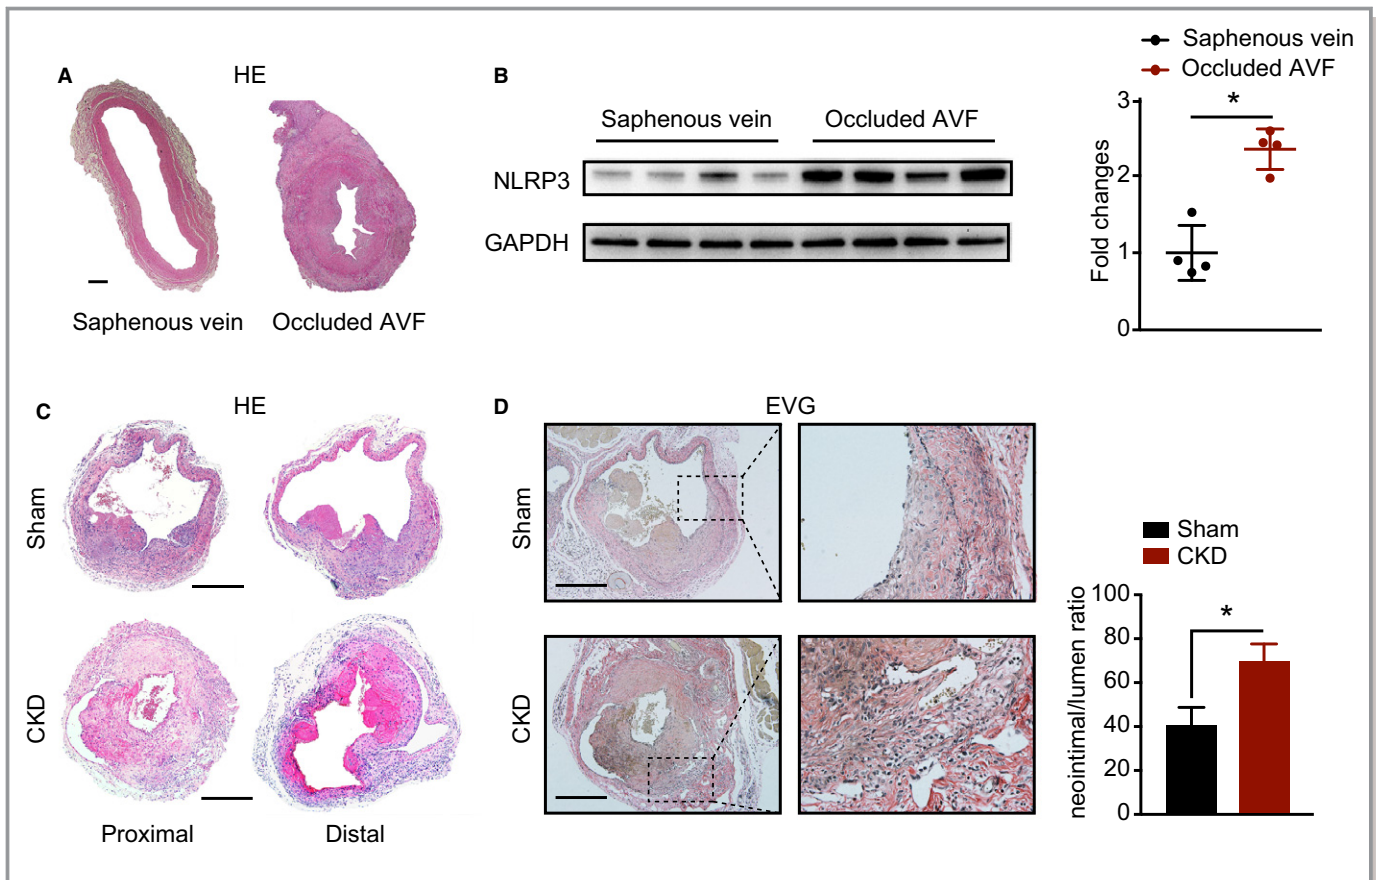 A
HE
Saphenous vein
Occluded AVF
B
Saphenous vein
Occluded AVF
NLRP3
GAPDH
Saphenous vein
Occluded AVF
Fold changes
3
2
1
0
*
C
HE
Sham
CKD
Proximal
Distal
D
EVG
Sham
CKD
Sham
CKD
neointimal/lumen ratio
100
80
60
40
20
0
*